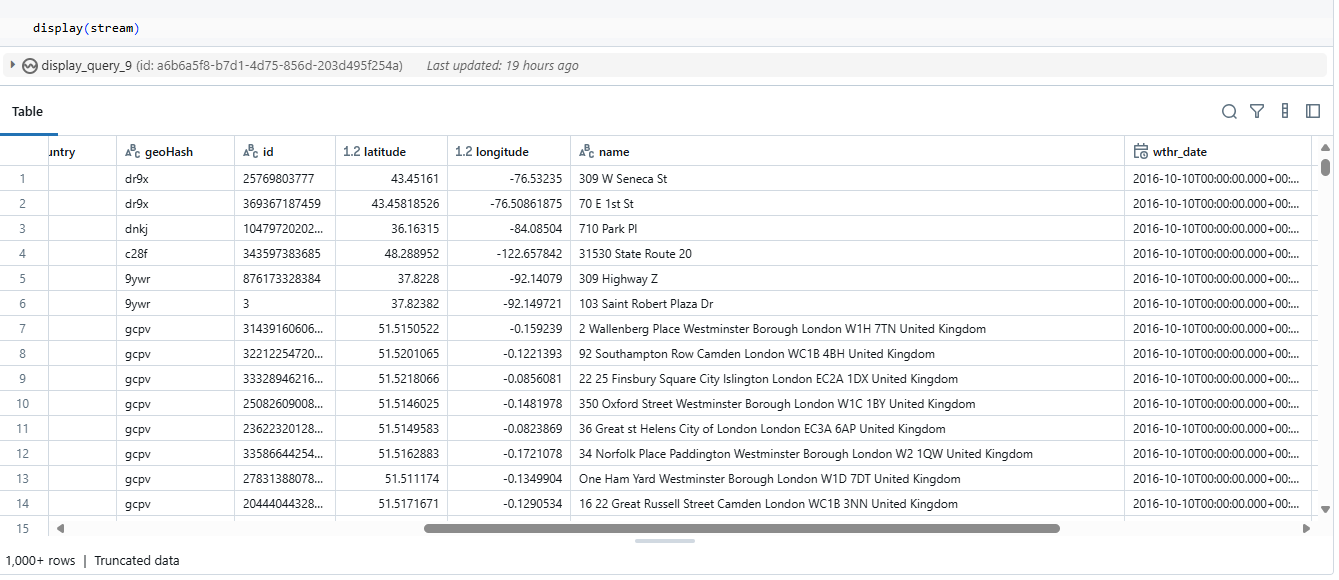 display(stream)
display_query_9 (id: a6b6a5f8-b7d1-4d75-856d-203d495f254a) Last updated: 19 hours ago
Table
untry ABC geoHash ABC id 1.2 latitude 1.2 longitude ABC name wthr_date
1 dr9x 25769803777 43.45161 -76.53235 309 W Seneca St 2016-10-10T00:00:00.000+00:...
2 dr9x 369367187459 43.45818526 -76.50861875 70 E 1st St 2016-10-10T00:00:00.000+00:...
3 dnkj 10479720202... 36.16315 -84.08504 710 Park Pl 2016-10-10T00:00:00.000+00:...
4 c28f 343597383685 48.288952 -122.657842 31530 State Route 20 2016-10-10T00:00:00.000+00:...
5 9ywr 876173328384 37.8228 -92.14079 309 Highway Z 2016-10-10T00:00:00.000+00:...
6 9ywr 3 37.82382 -92.149721 103 Saint Robert Plaza Dr 2016-10-10T00:00:00.000+00:...
7 gcpv 31439160606... 51.5150522 -0.159239 2 Wallenberg Place Westminster Borough London W1H 7TN United Kingdom 2016-10-10T00:00:00.000+00:...
8 gcpv 32212254720... 51.5201065 -0.1221393 92 Southampton Row Camden London WC1B 4BH United Kingdom 2016-10-10T00:00:00.000+00:...
9 gcpv 33328946216... 51.5218066 -0.0856081 22 25 Finsbury Square City Islington London EC2A 1DX United Kingdom 2016-10-10T00:00:00.000+00:...
10 gcpv 25082609008... 51.5146025 -0.1481978 350 Oxford Street Westminster Borough London W1C 1BY United Kingdom 2016-10-10T00:00:00.000+00:...
11 gcpv 23622320128... 51.5149583 -0.0823869 36 Great st Helens City of London London EC3A 6AP United Kingdom 2016-10-10T00:00:00.000+00:...
12 gcpv 33586644254... 51.5162883 -0.1721078 34 Norfolk Place Paddington Westminster Borough London W2 1QW United Kingdom 2016-10-10T00:00:00.000+00:...
13 gcpv 27831388078... 51.511174 -0.1349904 One Ham Yard Westminster Borough London W1D 7DT United Kingdom 2016-10-10T00:00:00.000+00:...
14 gcpv 20444044328... 51.5171671 -0.1290534 16 22 Great Russell Street Camden London WC1B 3NN United Kingdom 2016-10-10T00:00:00.000+00:...
15
1,000+ rows | Truncated data